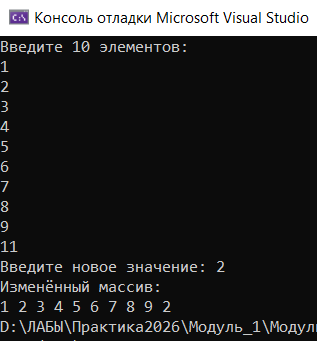 Консоль отладки Microsoft Visual Studio
Введите 10 элементов:
1
2
3
4
5
6
7
8
9
11
Введите новое значение: 2
Изменённый массив:
1 2 3 4 5 6 7 8 9 2
D:\ЛАБЫ\Практика2026\Модуль_1\Модул